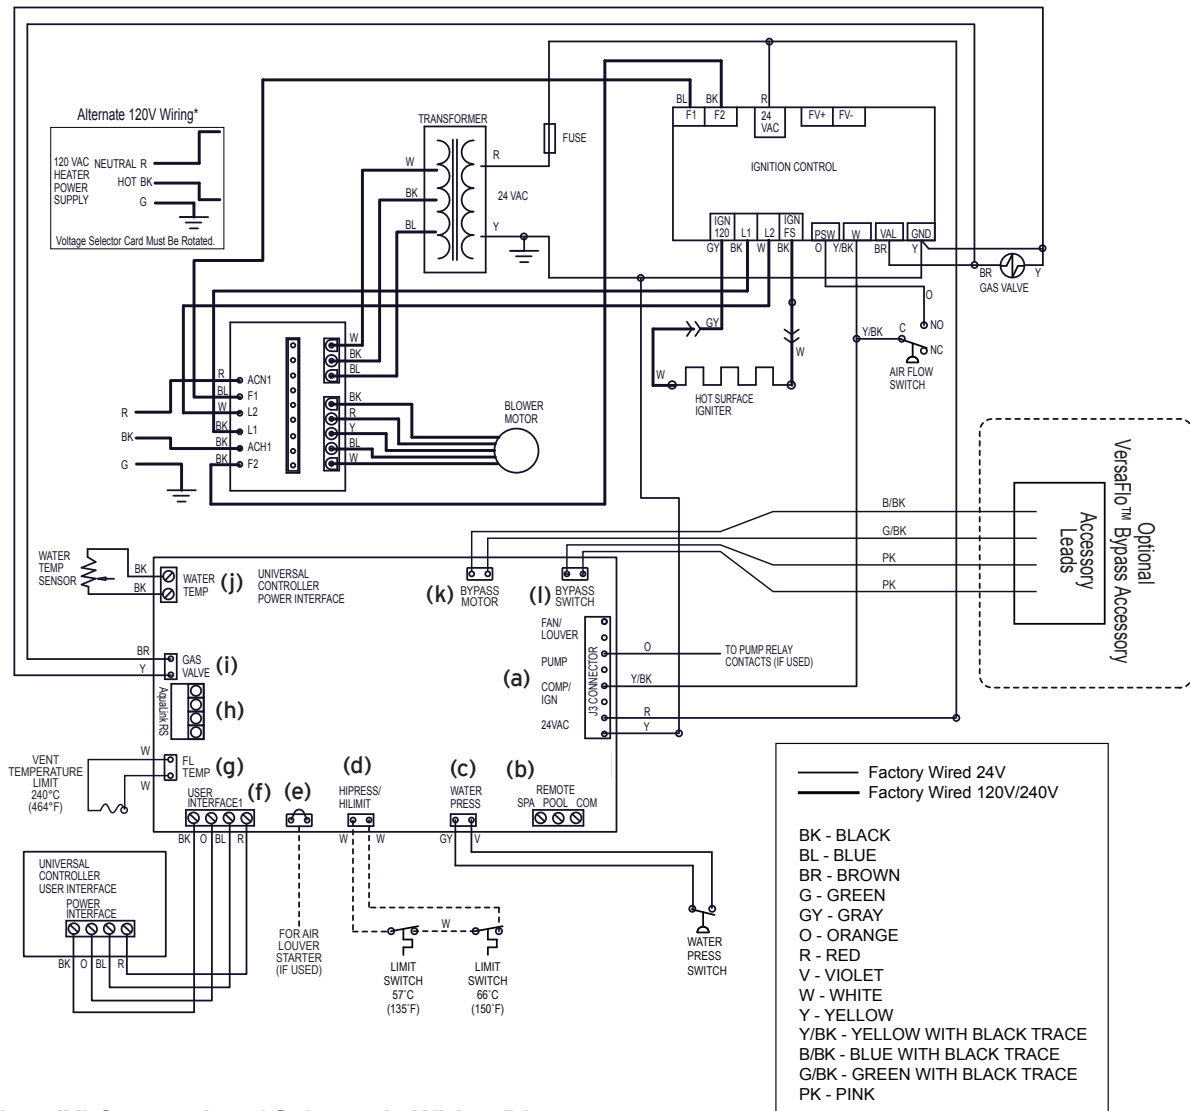 Alternate 120V Wiring*
120 VAC
HEATER
POWER
SUPPLY
NEUTRAL R
HOT BK
G
Voltage Selector Card Must Be Rotated.
TRANSFORMER
W
BK
BL
R
24 VAC
Y
FUSE
BL
BK
R
F1
F2
24
VAC
FV+
FV-
IGNITION CONTROL
IGN
120
L1
L2
IGN
FS
PSW
W
VAL
GND
GY
BK
W
BK
O
Y/BK
BR
Y
BR
Y
GAS VALVE
O
NO
Y/BK
C
NC
AIR FLOW
SWITCH
GY
W
W
HOT SURFACE
IGNITER
W
BK
BL
R
ACN1
BL
F1
R
W
L2
BK
L1
BK
BK
ACH1
G
BK
F2
BK
R
Y
BL
W
BLOWER
MOTOR
Optional
VersaFlo™ Bypass Accessory
Accessory
Leads
B/BK
G/BK
PK
PK
WATER
TEMP
SENSOR
BK
BK
WATER
TEMP
(j)
UNIVERSAL
CONTROLLER
POWER INTERFACE
(k)
BYPASS
MOTOR
(l)
BYPASS
SWITCH
FAN/
LOUVER
PUMP
COMP/
IGN
24VAC
(a)
J3 CONNECTOR
O
TO PUMP RELAY
CONTACTS (IF USED)
Y/BK
R
Y
BR
Y
GAS
VALVE
(i)
AquaLink RS
(h)
VENT
TEMPERATURE
LIMIT
240°C
(464°F)
W
W
FL
TEMP
(g)
USER
INTERFACE1
(f)
(e)
(d)
HIPRESS/
HILIMIT
(c)
WATER
PRESS
(b)
REMOTE
SPA POOL COM
BK
O
BL
R
W
W
GY
V
UNIVERSAL
CONTROLLER
USER INTERFACE
POWER
INTERFACE
BK
O
BL
R
FOR AIR
LOUVER
STARTER
(IF USED)
W
LIMIT
SWITCH
57˚C
(135˚F)
LIMIT
SWITCH
66˚C
(150˚F)
WATER
PRESS
SWITCH
Factory Wired 24V
Factory Wired 120V/240V
BK - BLACK
BL - BLUE
BR - BROWN
G - GREEN
GY - GRAY
O - ORANGE
R - RED
V - VIOLET
W - WHITE
Y - YELLOW
Y/BK - YELLOW WITH BLACK TRACE
B/BK - BLUE WITH BLACK TRACE
G/BK - GREEN WITH BLACK TRACE
PK - PINK